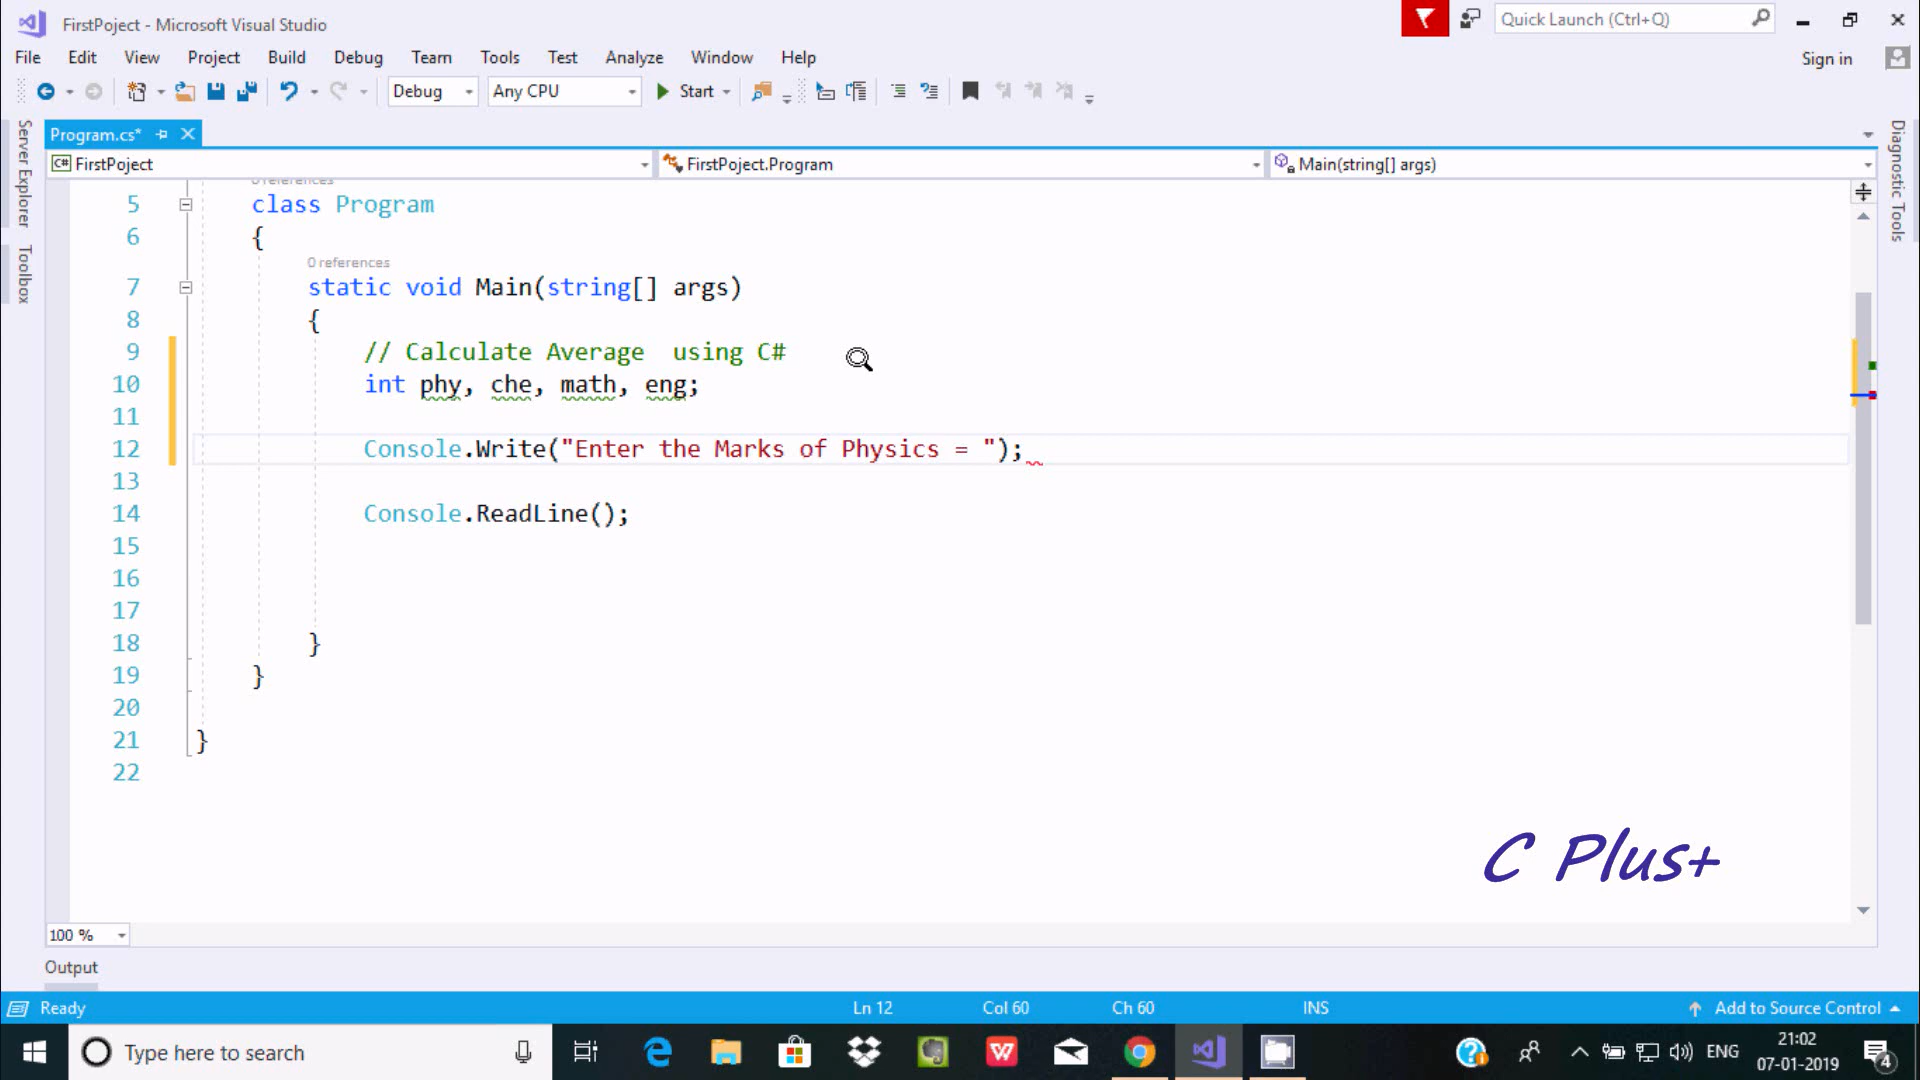 FirstPoject - Microsoft Visual Studio
Quick Launch (Ctrl+Q)
File Edit View Project Build Debug Team Tools Test Analyze Window Help
Sign in
Debug Any CPU Start
Server Explorer
Toolbox
Program.cs*
Diagnostic Tools
C# FirstPoject FirstPoject.Program Main(string[] args)
0 references
5 class Program
6 {
0 references
7 static void Main(string[] args)
8 {
9 // Calculate Average  using C#
10 int phy, che, math, eng;
11
12 Console.Write("Enter the Marks of Physics = ");
13
14 Console.ReadLine();
15
16
17
18 }
19 }
20
21 }
22
C Plus+
100 %
Output
Ready Ln 12 Col 60 Ch 60 INS Add to Source Control
Type here to search
ENG
21:02
07-01-2019
4